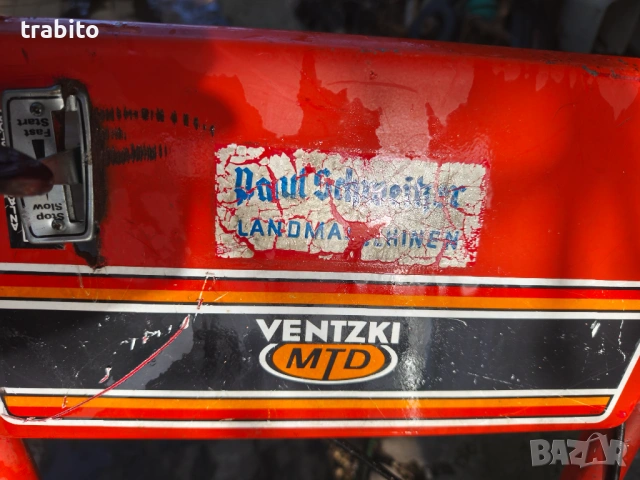 trabito
Fast
Start
Stop
Slow
Paul Schneider
LANDMASCHINEN
VENTZKI
MTD
BAZAR